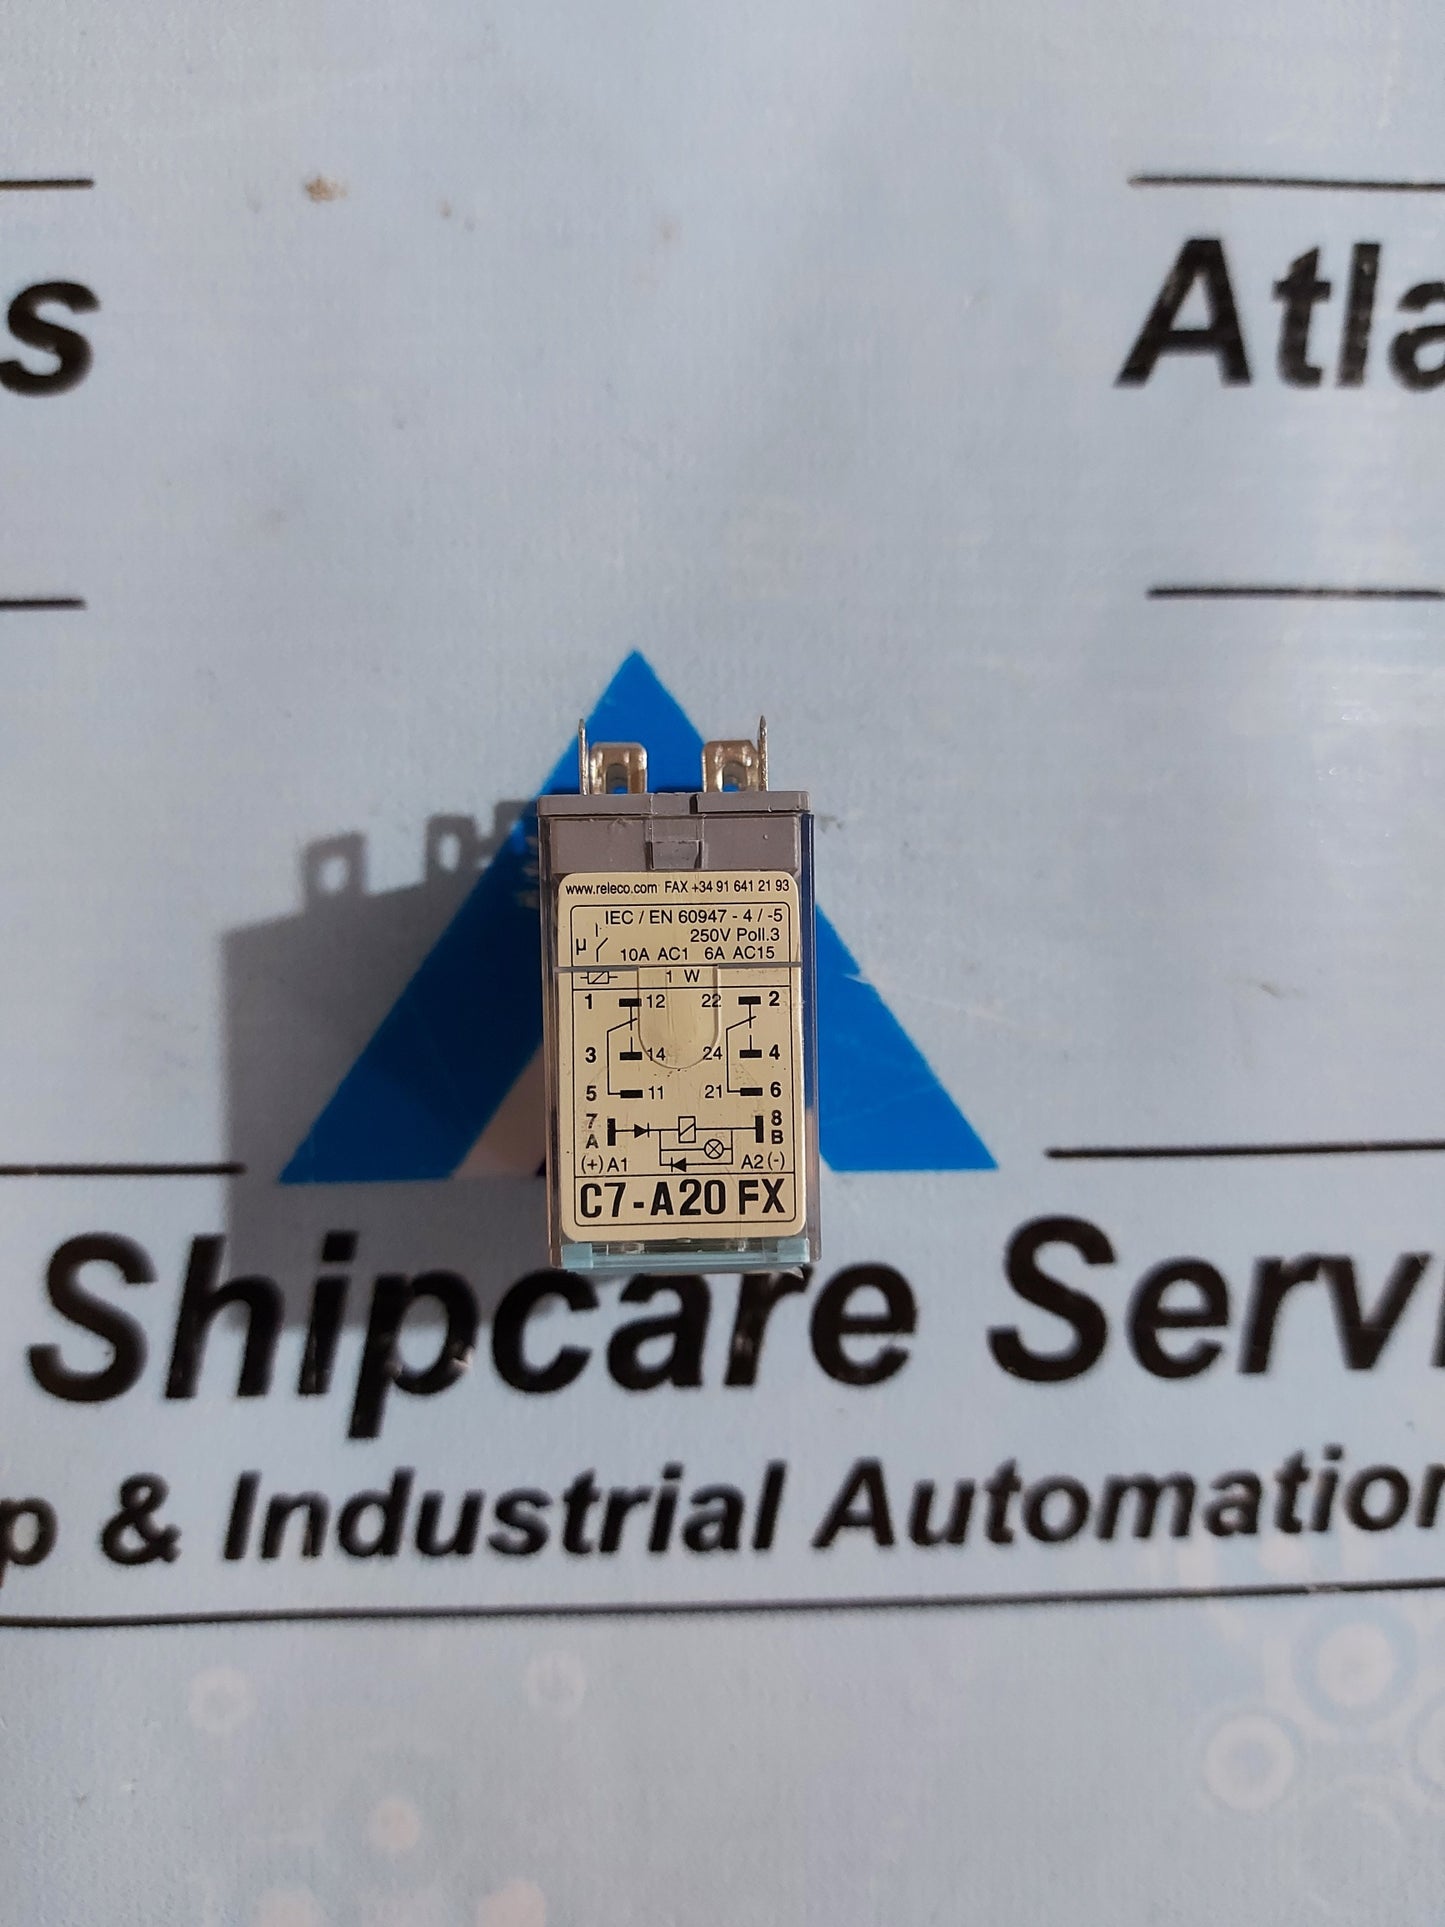 s Atla
www.releco.com FAX +34 91 641 21 93
IEC / EN 60947 - 4 / -5
250V Poll.3
µ 10A AC1 6A AC15
1 W
1 12 22 2
3 14 24 4
5 11 21 6
7 8
A B
(+) A1 A2 (-)
C7-A20 FX
Shipcare Servi
p & Industrial Automation